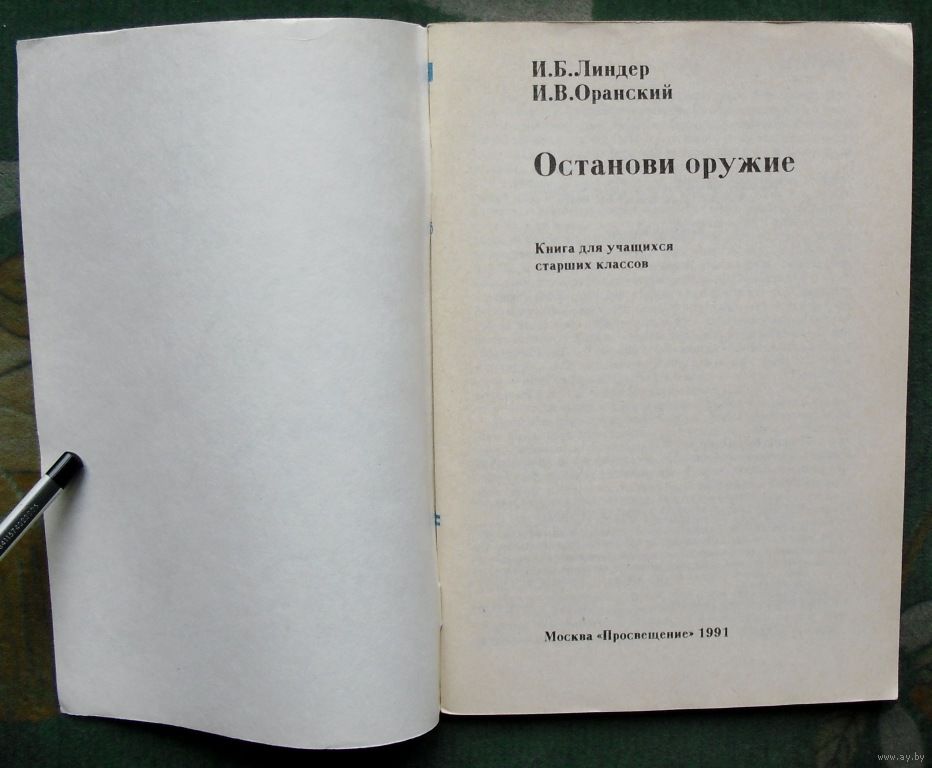 И.Б.Линдер
И.В.Оранский
Останови оружие
Книга для учащихся
старших классов
Москва «Просвещение» 1991
www.ay.by